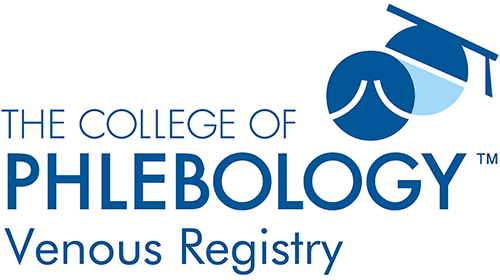 THE COLLEGE OF
PHLEBOLOGY™
Venous Registry